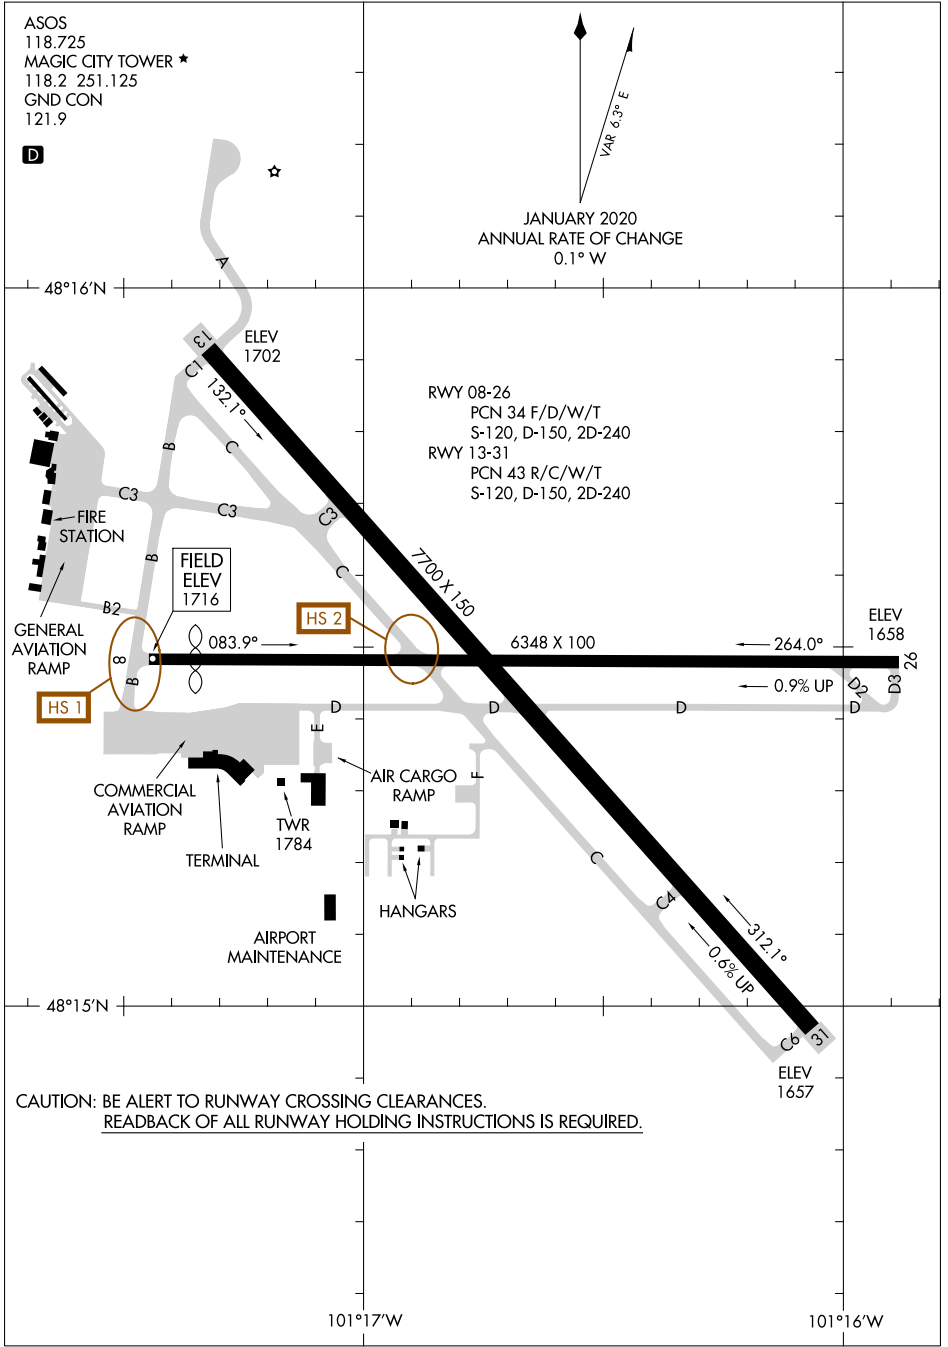 ASOS
118.725
MAGIC CITY TOWER ★
118.2 251.125
GND CON
121.9
D
VAR 6.3° E
JANUARY 2020
ANNUAL RATE OF CHANGE
0.1° W
A
48°16'N
13
ELEV
1702
C1
132.1°
RWY 08-26
PCN 34 F/D/W/T
S-120, D-150, 2D-240
RWY 13-31
PCN 43 R/C/W/T
S-120, D-150, 2D-240
B
C
C3
C3
C3
FIRE
STATION
B
C
7700 X 150
FIELD
ELEV
1716
B2
HS 2
GENERAL
AVIATION
RAMP
ELEV
1658
8
083.9°
6348 X 100
264.0°
26
B
HS 1
0.9% UP
D2
D3
D
D
D
D
E
F
COMMERCIAL
AVIATION
RAMP
AIR CARGO
RAMP
TWR
1784
TERMINAL
C
HANGARS
C4
AIRPORT
MAINTENANCE
312.1°
0.6% UP
48°15'N
C6
31
ELEV
1657
CAUTION: BE ALERT TO RUNWAY CROSSING CLEARANCES.
READBACK OF ALL RUNWAY HOLDING INSTRUCTIONS IS REQUIRED.
101°17'W
101°16'W